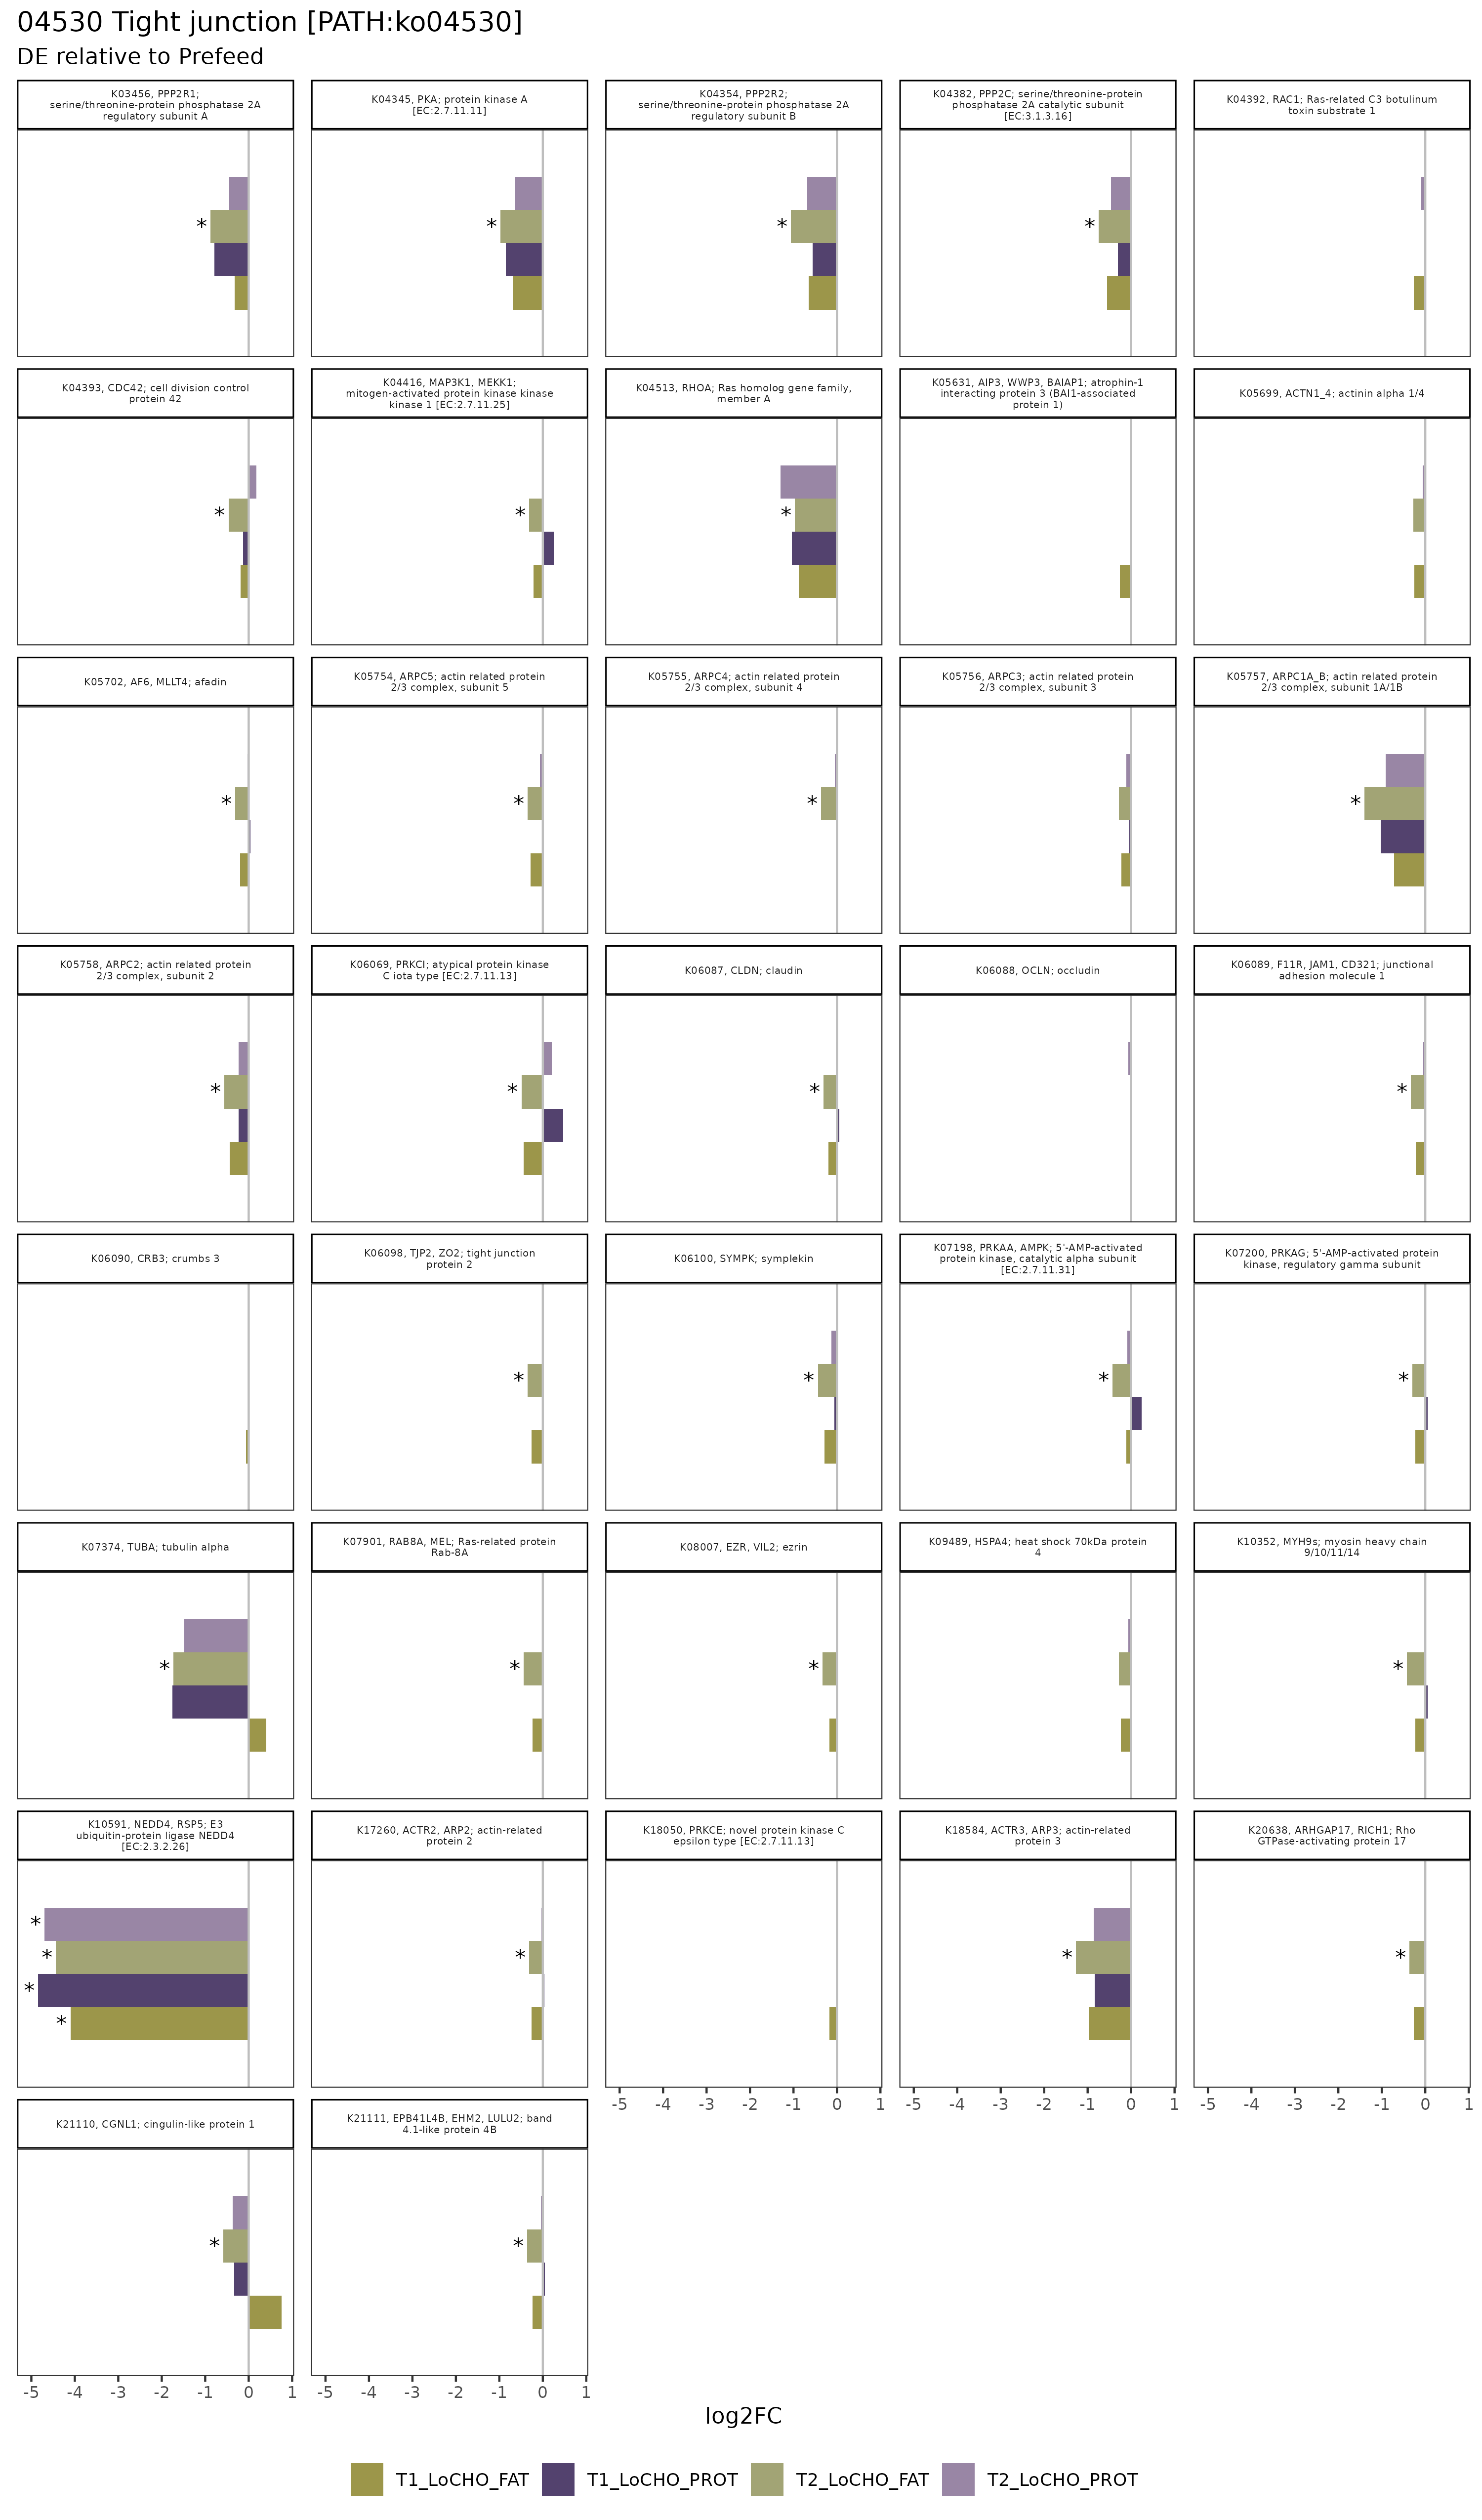 04530 Tight junction [PATH:ko04530]
DE relative to Prefeed
K03456, PPP2R1;
serine/threonine-protein phosphatase 2A
regulatory subunit A
K04345, PKA; protein kinase A
[EC:2.7.11.11]
K04354, PPP2R2;
serine/threonine-protein phosphatase 2A
regulatory subunit B
K04382, PPP2C; serine/threonine-protein
phosphatase 2A catalytic subunit
[EC:3.1.3.16]
K04392, RAC1; Ras-related C3 botulinum
toxin substrate 1
*
*
*
*
K04393, CDC42; cell division control
protein 42
K04416, MAP3K1, MEKK1;
mitogen-activated protein kinase kinase
kinase 1 [EC:2.7.11.25]
K04513, RHOA; Ras homolog gene family,
member A
K05631, AIP3, WWP3, BAIAP1; atrophin-1
interacting protein 3 (BAI1-associated
protein 1)
K05699, ACTN1_4; actinin alpha 1/4
*
*
*
K05702, AF6, MLLT4; afadin
K05754, ARPC5; actin related protein
2/3 complex, subunit 5
K05755, ARPC4; actin related protein
2/3 complex, subunit 4
K05756, ARPC3; actin related protein
2/3 complex, subunit 3
K05757, ARPC1A_B; actin related protein
2/3 complex, subunit 1A/1B
*
*
*
*
K05758, ARPC2; actin related protein
2/3 complex, subunit 2
K06069, PRKCI; atypical protein kinase
C iota type [EC:2.7.11.13]
K06087, CLDN; claudin
K06088, OCLN; occludin
K06089, F11R, JAM1, CD321; junctional
adhesion molecule 1
*
*
*
*
K06090, CRB3; crumbs 3
K06098, TJP2, ZO2; tight junction
protein 2
K06100, SYMPK; symplekin
K07198, PRKAA, AMPK; 5'-AMP-activated
protein kinase, catalytic alpha subunit
[EC:2.7.11.31]
K07200, PRKAG; 5'-AMP-activated protein
kinase, regulatory gamma subunit
*
*
*
*
K07374, TUBA; tubulin alpha
K07901, RAB8A, MEL; Ras-related protein
Rab-8A
K08007, EZR, VIL2; ezrin
K09489, HSPA4; heat shock 70kDa protein
4
K10352, MYH9s; myosin heavy chain
9/10/11/14
*
*
*
*
K10591, NEDD4, RSP5; E3
ubiquitin-protein ligase NEDD4
[EC:2.3.2.26]
K17260, ACTR2, ARP2; actin-related
protein 2
K18050, PRKCE; novel protein kinase C
epsilon type [EC:2.7.11.13]
K18584, ACTR3, ARP3; actin-related
protein 3
K20638, ARHGAP17, RICH1; Rho
GTPase-activating protein 17
*
*
*
*
*
*
*
-5 -4 -3 -2 -1 0 1
-5 -4 -3 -2 -1 0 1
-5 -4 -3 -2 -1 0 1
K21110, CGNL1; cingulin-like protein 1
K21111, EPB41L4B, EHM2, LULU2; band
4.1-like protein 4B
*
*
-5 -4 -3 -2 -1 0 1
-5 -4 -3 -2 -1 0 1
log2FC
T1_LoCHO_FAT T1_LoCHO_PROT T2_LoCHO_FAT T2_LoCHO_PROT